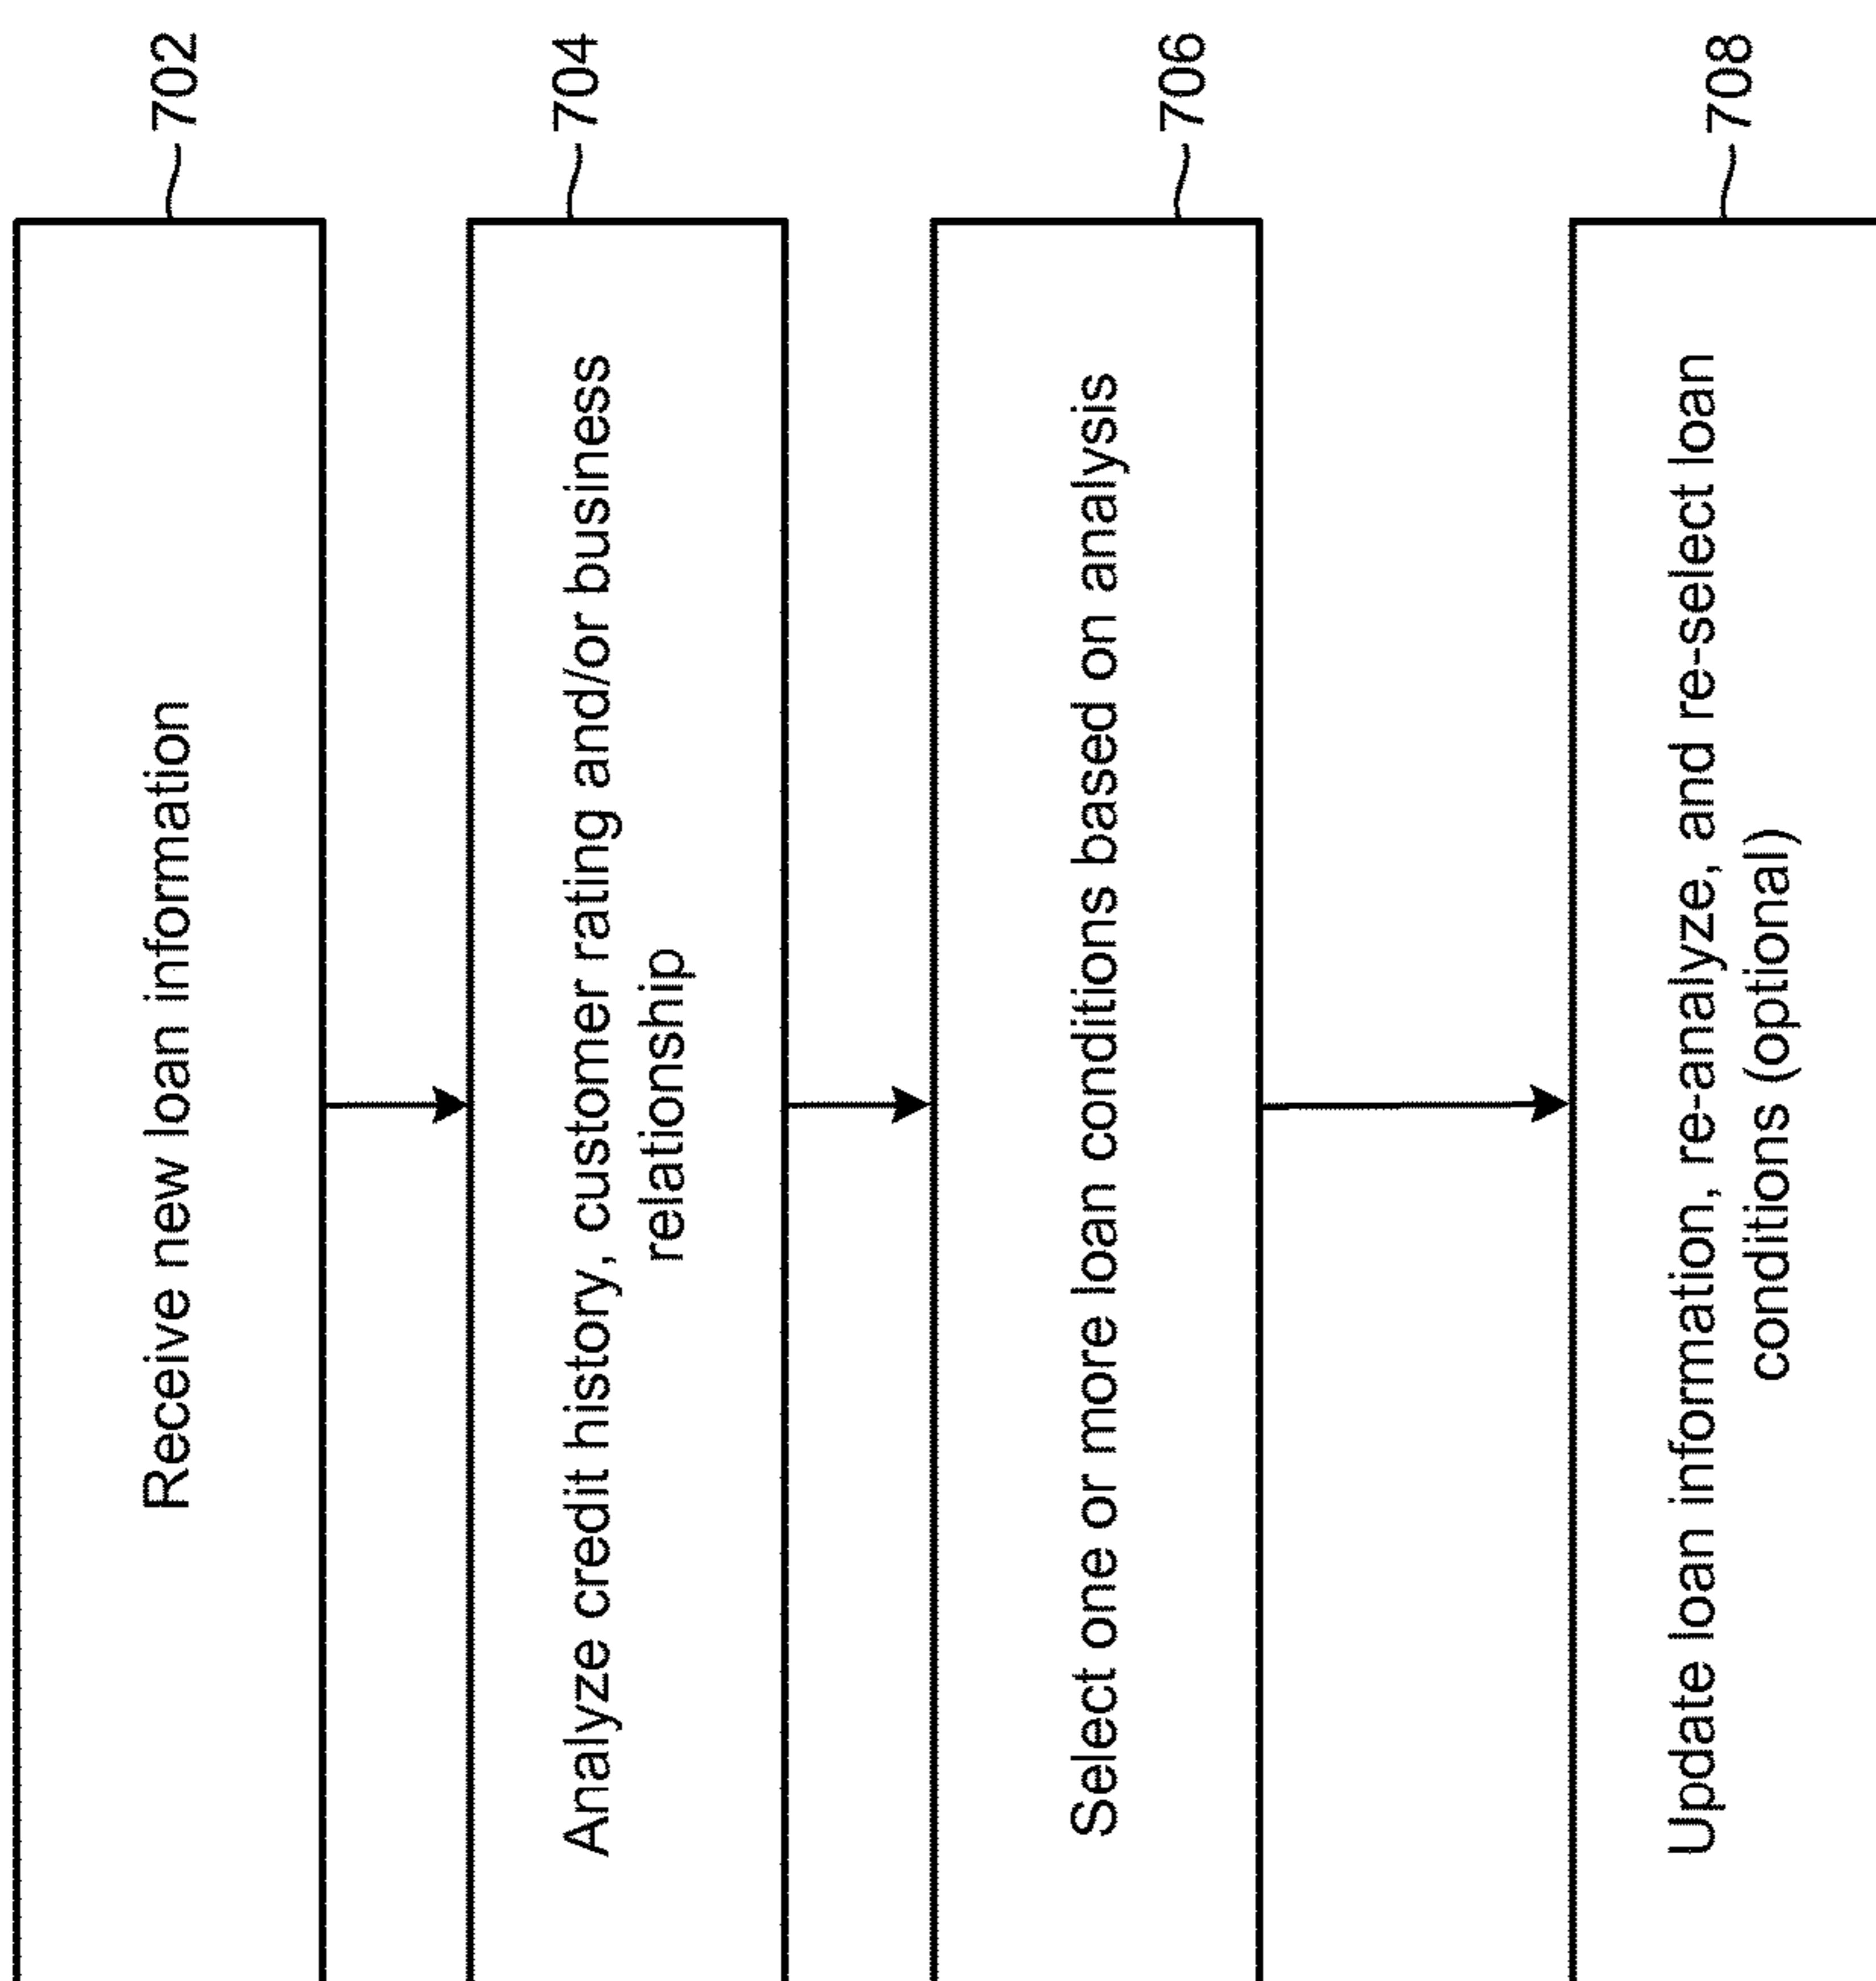 Receive new loan information
702
Analyze credit history, customer rating and/or business
relationship
704
Select one or more loan conditions based on analysis
706
Update loan information, re-analyze, and re-select loan
conditions (optional)
708